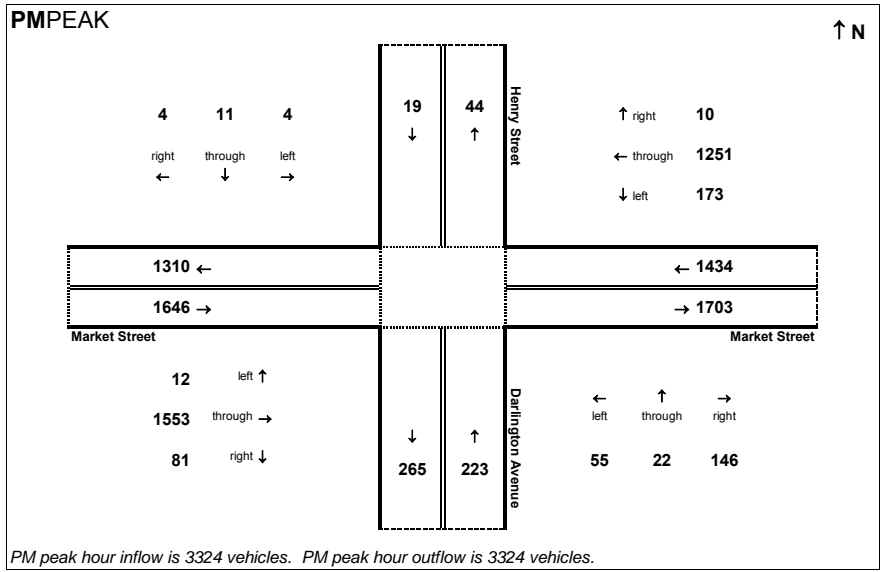 PMPEAK
↑ N
4 11 4
right through left
← ↓ →
19 44
↓ ↑
Henry Street
↑ right 10
← through 1251
↓ left 173
1310 ←
1646 →
← 1434
→ 1703
Market Street
Market Street
12 left ↑
1553 through →
81 right ↓
↓ ↑
265 223
Darlington Avenue
← ↑ →
left through right
55 22 146
PM peak hour inflow is 3324 vehicles. PM peak hour outflow is 3324 vehicles.